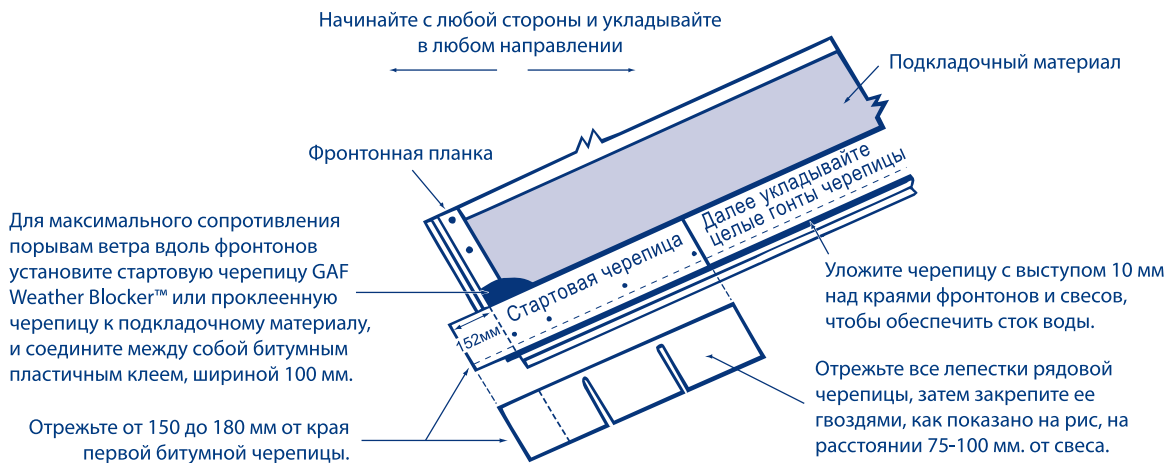 Начинайте с любой стороны и укладывайте
в любом направлении
Подкладочный материал
Фронтонная планка
Для максимального сопротивления
порывам ветра вдоль фронтонов
установите стартовую черепицу GAF
Weather Blocker™ или проклеенную
черепицу к подкладочному материалу,
и соедините между собой битумным
пластичным клеем, шириной 100 мм.
Отрежьте от 150 до 180 мм от края
первой битумной черепицы.
152мм
Стартовая черепица
Далее укладывайте
целые гонты черепицы
Уложите черепицу с выступом 10 мм
над краями фронтонов и свесов,
чтобы обеспечить сток воды.
Отрежьте все лепестки рядовой
черепицы, затем закрепите ее
гвоздями, как показано на рис, на
расстоянии 75-100 мм. от свеса.